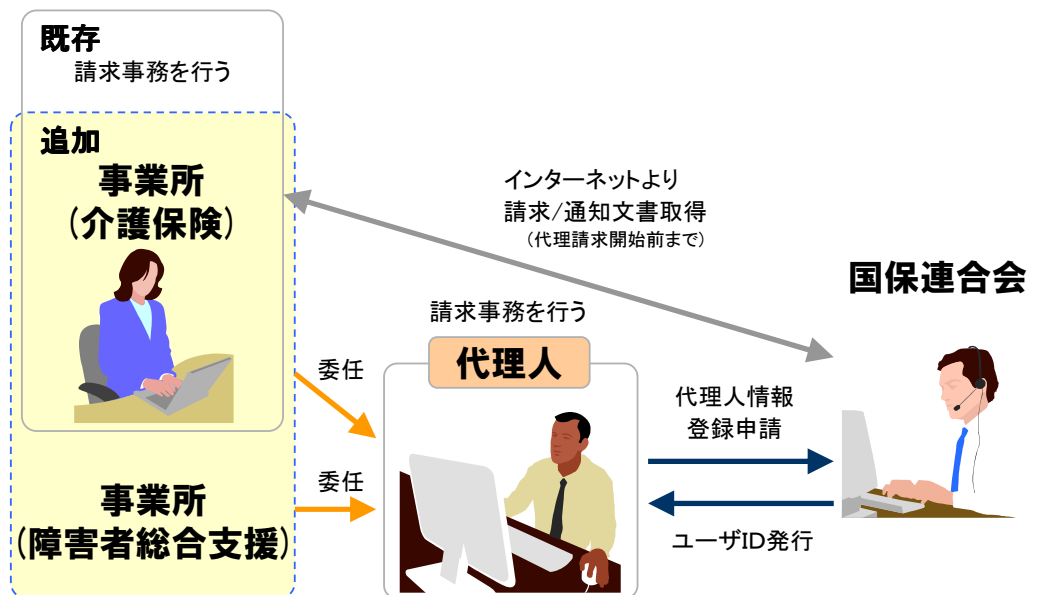 既存
請求事務を行う
追加
事業所
(介護保険)
インターネットより
請求/通知文書取得
(代理請求開始前まで)
国保連合会
請求事務を行う
代理人
委任
代理人情報
登録申請
委任
事業所
(障害者総合支援)
ユーザID発行